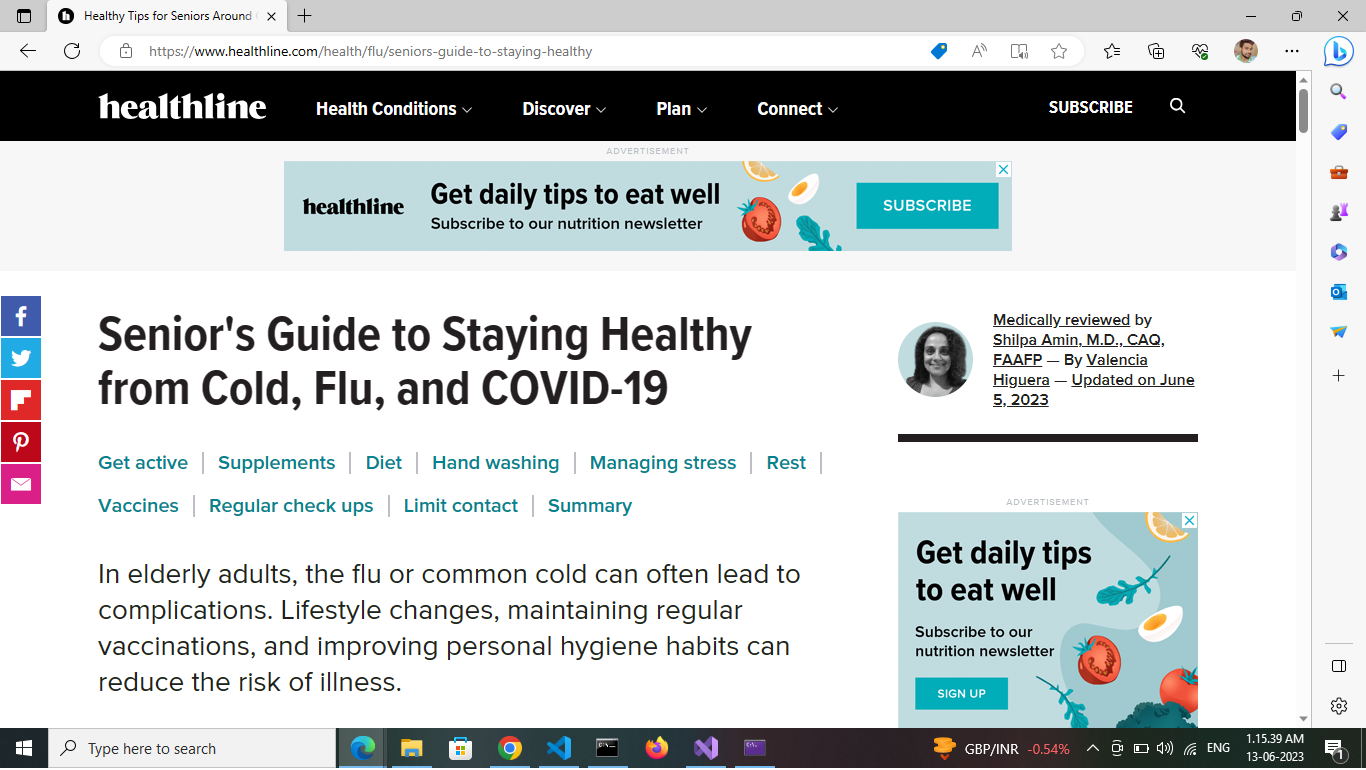 Healthy Tips for Seniors Around
https://www.healthline.com/health/flu/seniors-guide-to-staying-healthy
healthline
Health Conditions
Discover
Plan
Connect
SUBSCRIBE
ADVERTISEMENT
healthline
Get daily tips to eat well
Subscribe to our nutrition newsletter
SUBSCRIBE
Senior's Guide to Staying Healthy
from Cold, Flu, and COVID-19
Medically reviewed by
Shilpa Amin, M.D., CAQ,
FAAFP — By Valencia
Higuera — Updated on June
5, 2023
Get active | Supplements | Diet | Hand washing | Managing stress | Rest |
Vaccines | Regular check ups | Limit contact | Summary
In elderly adults, the flu or common cold can often lead to
complications. Lifestyle changes, maintaining regular
vaccinations, and improving personal hygiene habits can
reduce the risk of illness.
ADVERTISEMENT
Get daily tips
to eat well
Subscribe to our
nutrition newsletter
SIGN UP
Type here to search
GBP/INR -0.54%
ENG
1.15.39 AM
13-06-2023
1